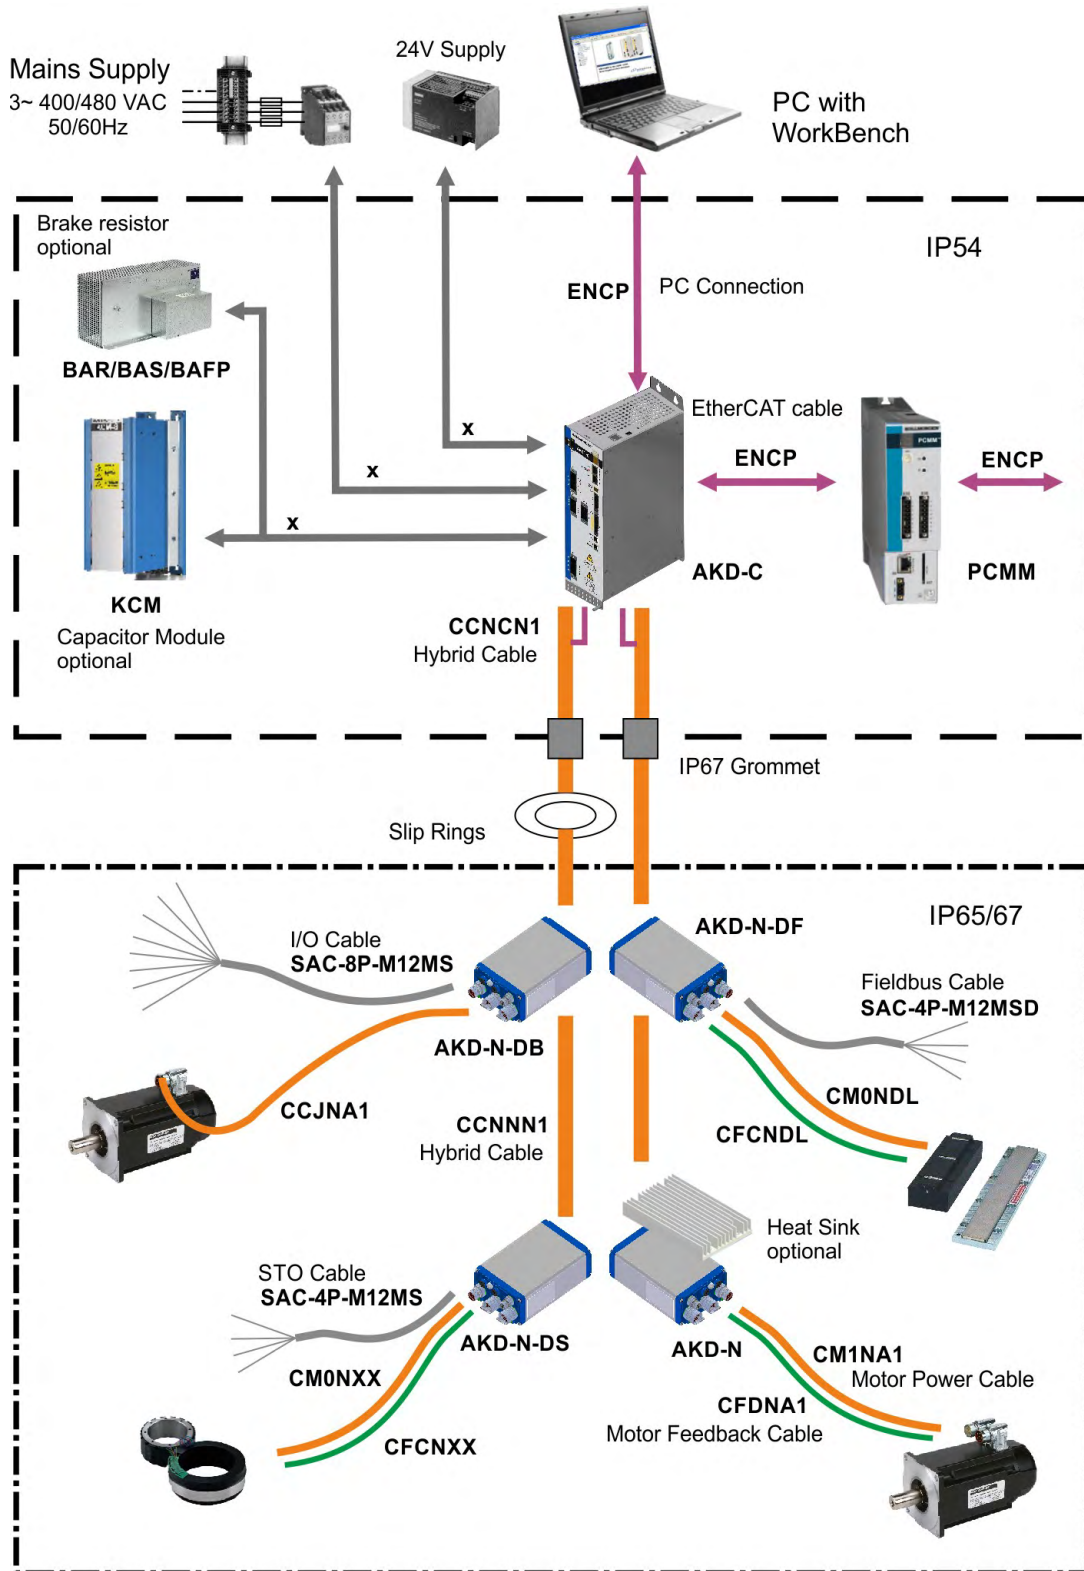 Mains Supply
3~ 400/480 VAC
50/60Hz
24V Supply
PC with
WorkBench
Brake resistor
optional
IP54
ENCP
PC Connection
BAR/BAS/BAFP
EtherCAT cable
x
ENCP
ENCP
x
x
PCMM
AKD-C
PCMM
KCM
Capacitor Module
optional
CCNCN1
Hybrid Cable
IP67 Grommet
Slip Rings
IP65/67
I/O Cable
SAC-8P-M12MS
AKD-N-DF
Fieldbus Cable
SAC-4P-M12MSD
AKD-N-DB
CCJNA1
CCNNN1
Hybrid Cable
CM0NDL
CFCNDL
Heat Sink
optional
STO Cable
SAC-4P-M12MS
AKD-N-DS
AKD-N
CM0NXX
CFCNXX
CM1NA1
Motor Power Cable
CFDNA1
Motor Feedback Cable